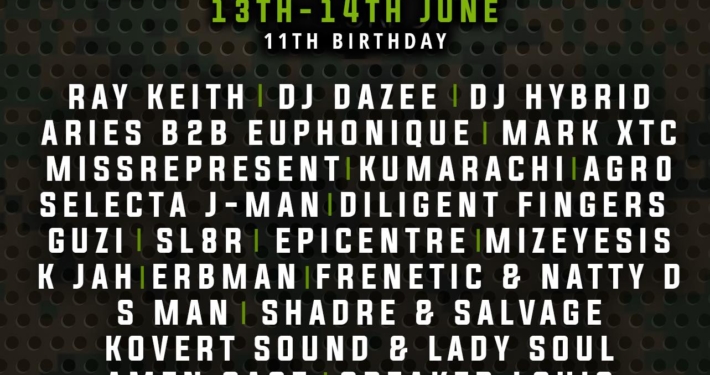 13TH-14TH JUNE
11TH BIRTHDAY
RAY KEITH | DJ DAZEE | DJ HYBRID
ARIES B2B EUPHONIQUE | MARK XTC
MISSREPRESENT | KUMARACHI | AGRO
SELECTA J-MAN | DILIGENT FINGERS
GUZI | SL8R | EPICENTRE | MIZEYESIS
K JAH | ERBMAN | FRENETIC & NATTY D
S MAN | SHADRE & SALVAGE
KOVERT SOUND & LADY SOUL